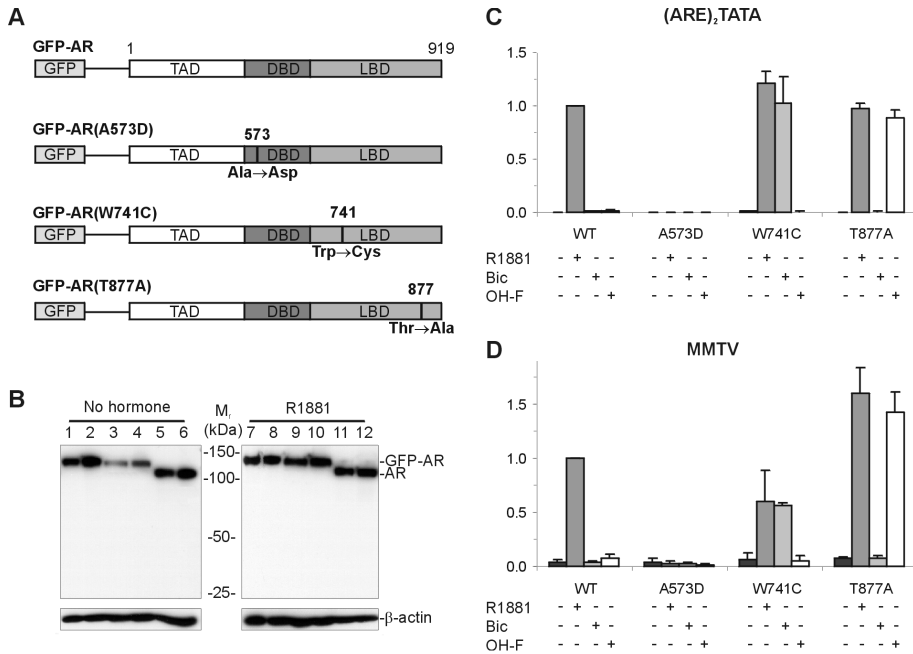 A
GFP-AR 1 919
GFP TAD DBD LBD
GFP-AR(A573D) 573
GFP TAD DBD LBD
Ala→Asp
GFP-AR(W741C) 741
GFP TAD DBD LBD
Trp→Cys
GFP-AR(T877A) 877
GFP TAD DBD LBD
Thr→Ala
B
No hormone Mr (kDa) R1881
1 2 3 4 5 6 7 8 9 10 11 12
-150- -GFP-AR
-100- -AR
-50-
-25-
-β-actin
C
(ARE)2TATA
1.5
1.0
0.5
0.0
WT A573D W741C T877A
R1881 - + - - - + - - - + - - - + - -
Bic - - + - - - + - - - + - - - + -
OH-F - - - + - - - + - - - + - - - +
D
MMTV
1.5
1.0
0.5
0.0
WT A573D W741C T877A
R1881 - + - - - + - - - + - - - + - -
Bic - - + - - - + - - - + - - - + -
OH-F - - - + - - - + - - - + - - - +